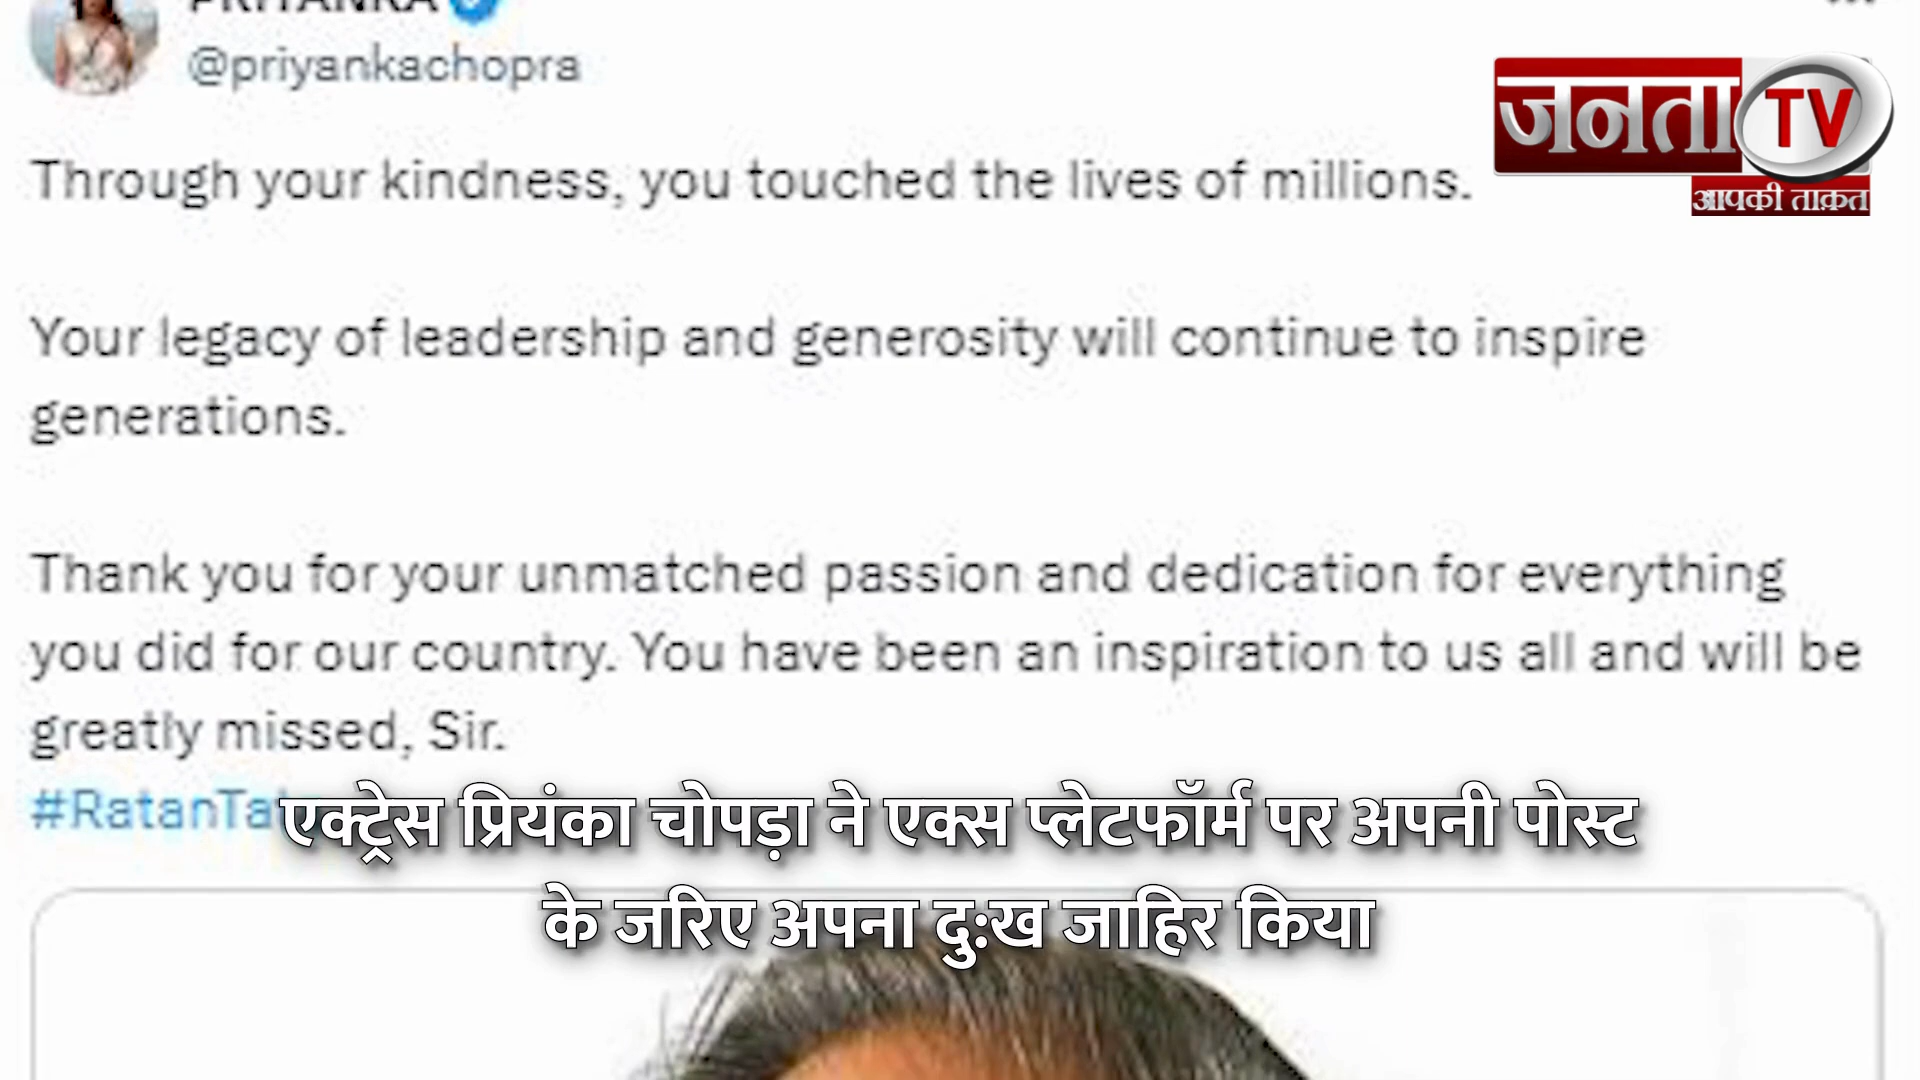 PRIYANKA
@priyankachopra
जनता TV
आपकी ताक़त
Through your kindness, you touched the lives of millions.
Your legacy of leadership and generosity will continue to inspire
generations.
Thank you for your unmatched passion and dedication for everything
you did for our country. You have been an inspiration to us all and will be
greatly missed, Sir.
#RatanTata
एक्ट्रेस प्रियंका चोपड़ा ने एक्स प्लेटफॉर्म पर अपनी पोस्ट
के जरिए अपना दु:ख जाहिर किया